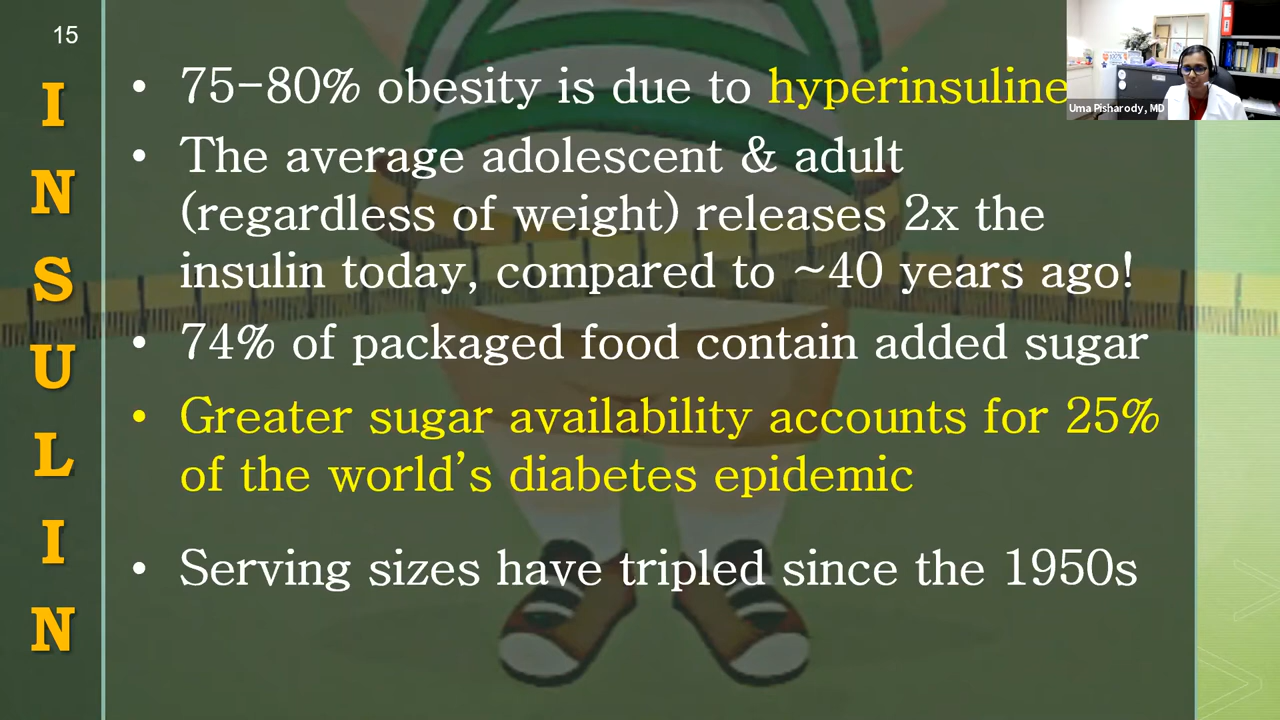 15
INSULIN
• 75-80% obesity is due to hyperinsuline
• The average adolescent & adult
(regardless of weight) releases 2x the
insulin today, compared to ~40 years ago!
• 74% of packaged food contain added sugar
• Greater sugar availability accounts for 25%
of the world's diabetes epidemic
• Serving sizes have tripled since the 1950s
Uma Pisharody, MD